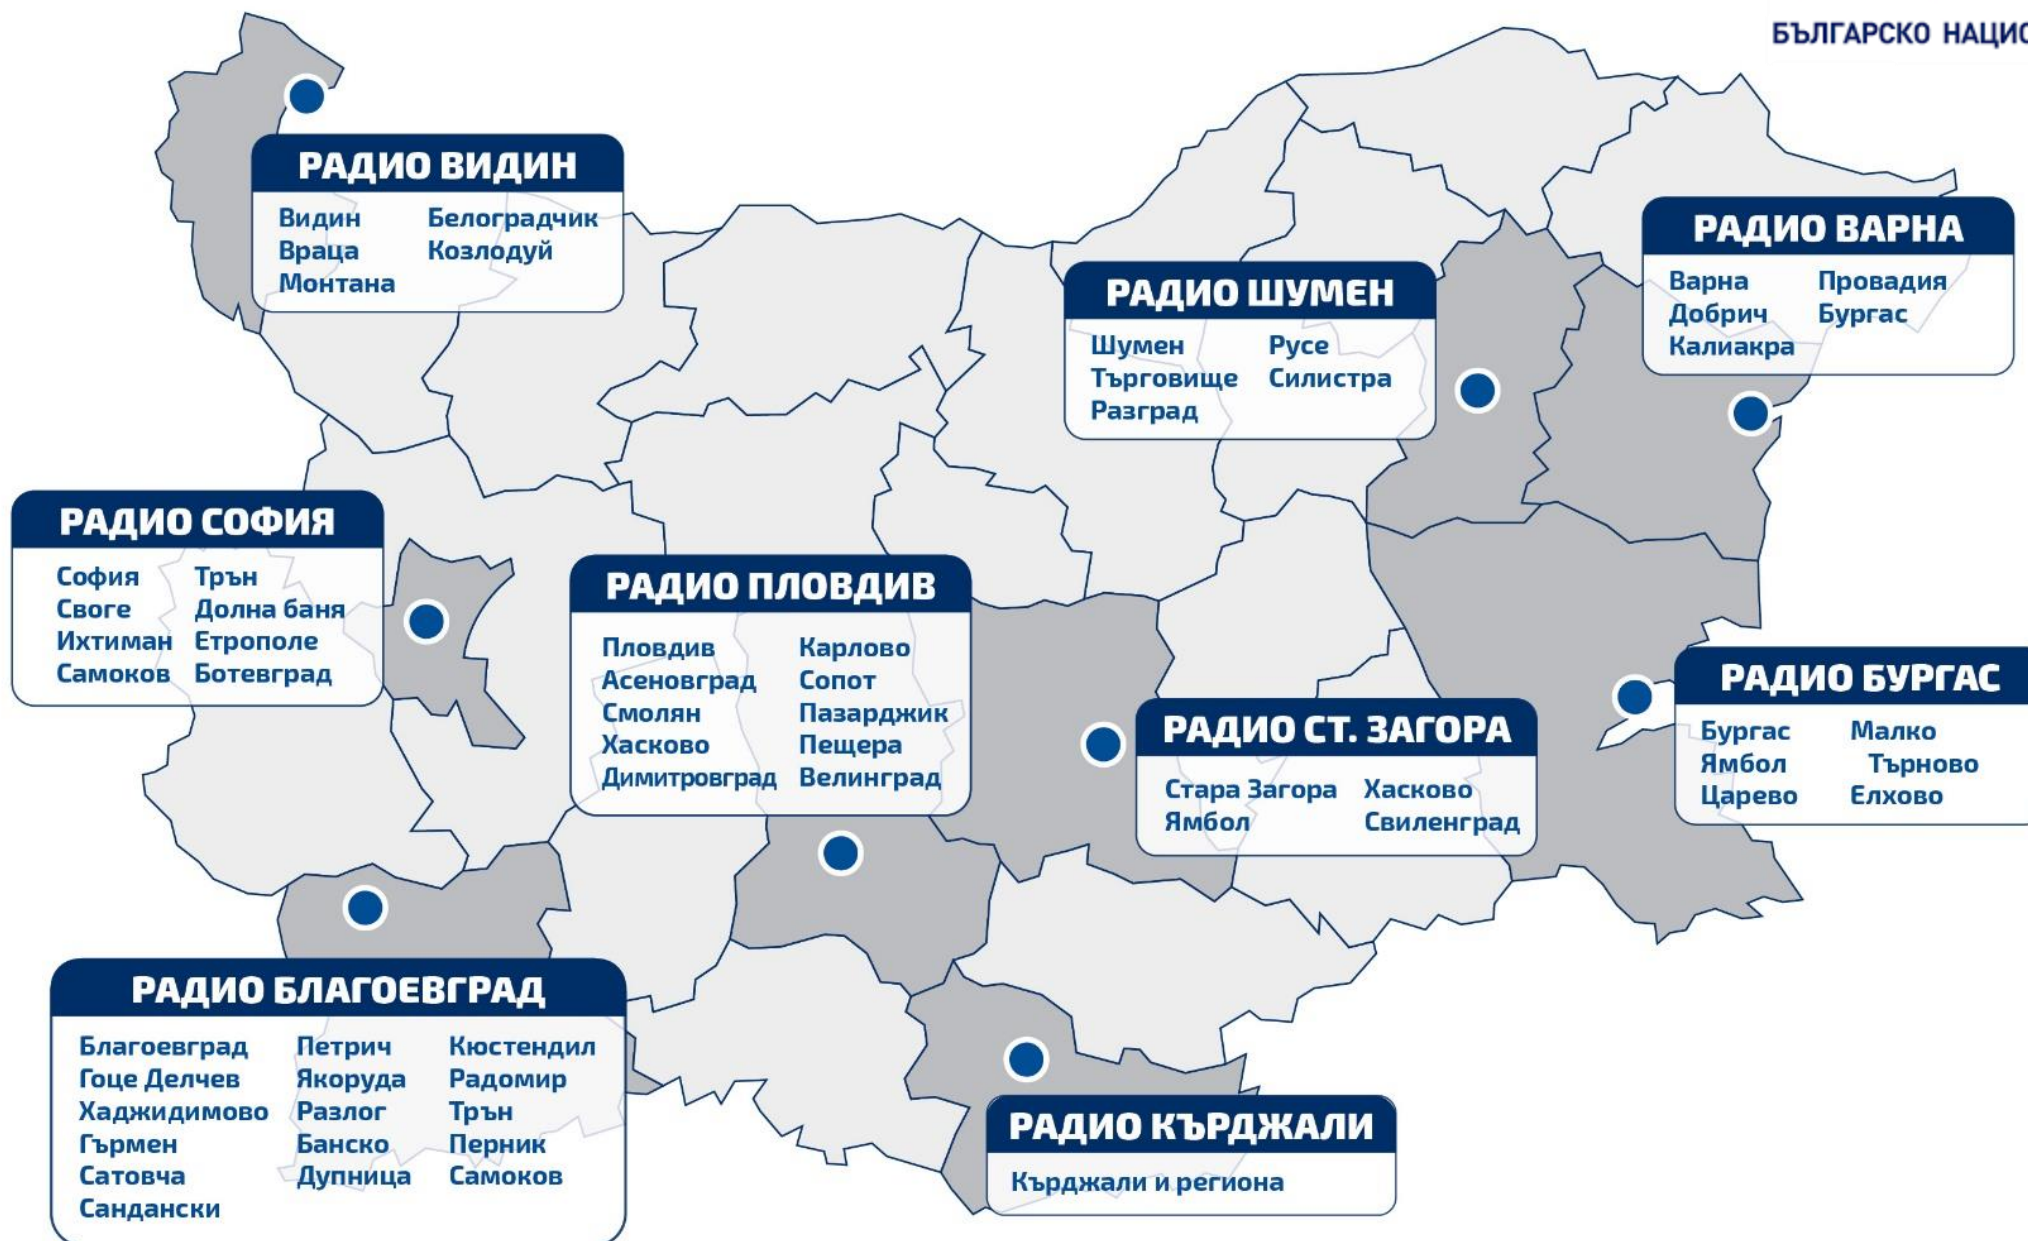 БЪЛГАРСКО НАЦИО
РАДИО ВИДИН
Видин Белоградчик
Враца Козлодуй
Монтана
РАДИО ВАРНА
Варна Провадия
Добрич Бургас
Калиакра
РАДИО ШУМЕН
Шумен Русе
Търговище Силистра
Разград
РАДИО СОФИЯ
София Трън
Своге Долна баня
Ихтиман Етрополе
Самоков Ботевград
РАДИО ПЛОВДИВ
Пловдив Карлово
Асеновград Сопот
Смолян Пазарджик
Хасково Пещера
Димитровград Велинград
РАДИО СТ. ЗАГОРА
Стара Загора Хасково
Ямбол Свиленград
РАДИО БУРГАС
Бургас Малко
Ямбол Търново
Царево Елхово
РАДИО БЛАГОЕВГРАД
Благоевград Петрич Кюстендил
Гоце Делчев Якоруда Радомир
Хаджидимово Разлог Трън
Гърмен Банско Перник
Сатовча Дупница Самоков
Сандански
РАДИО КЪРДЖАЛИ
Кърджали и региона